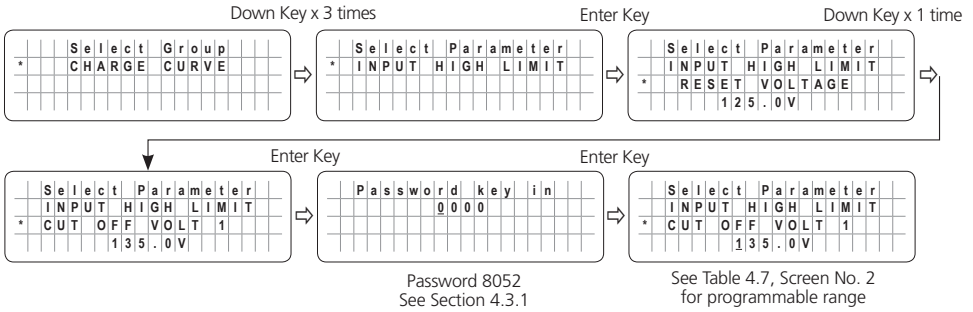 Down Key x 3 times
Enter Key
Down Key x 1 time
Select Group
* CHARGE CURVE
Select Parameter
* INPUT HIGH LIMIT
Select Parameter
INPUT HIGH LIMIT
* RESET VOLTAGE
125.0V
Enter Key
Enter Key
Select Parameter
INPUT HIGH LIMIT
* CUT OFF VOLT 1
135.0V
Password key in
0000
Select Parameter
INPUT HIGH LIMIT
* CUT OFF VOLT 1
135.0V
Password 8052
See Section 4.3.1
See Table 4.7, Screen No. 2
for programmable range